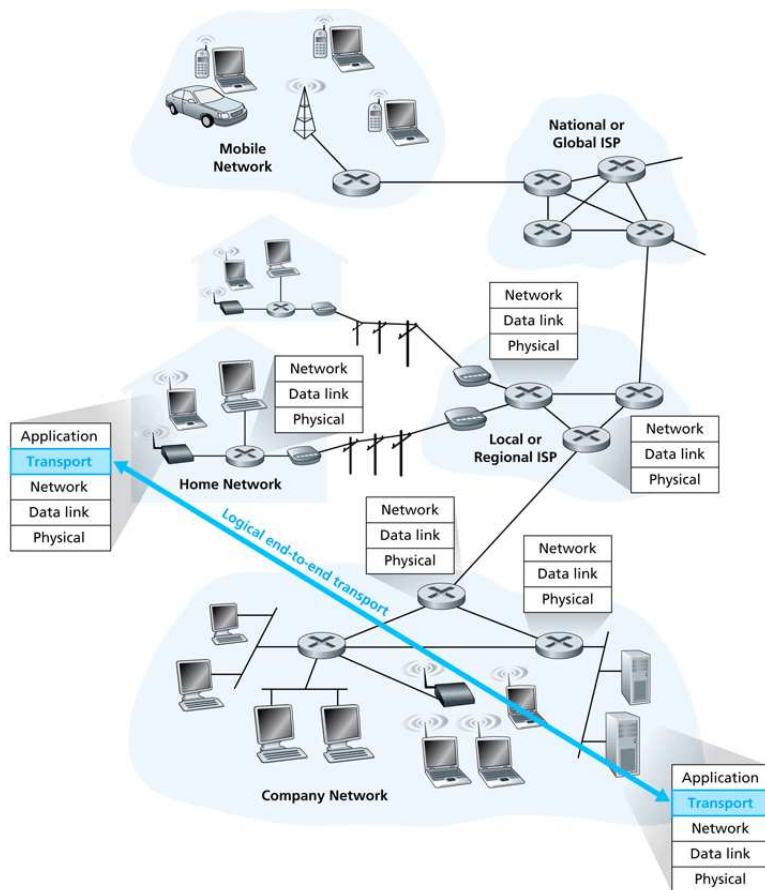 Mobile
Network
National or
Global ISP
Network
Data link
Physical
Network
Data link
Physical
Local or
Regional ISP
Network
Data link
Physical
Home Network
Application
Transport
Network
Data link
Physical
Logical end-to-end transport
Network
Data link
Physical
Network
Data link
Physical
Company Network
Application
Transport
Network
Data link
Physical